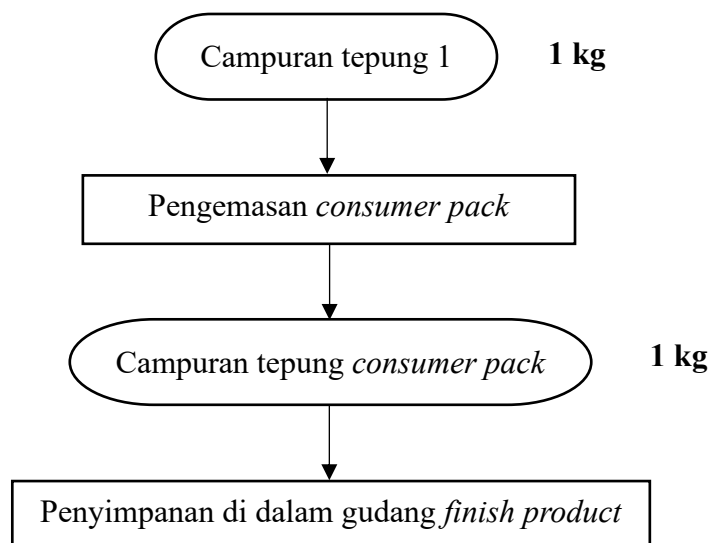 Campuran tepung 1
1 kg
Pengemasan consumer pack
Campuran tepung consumer pack
1 kg
Penyimpanan di dalam gudang finish product